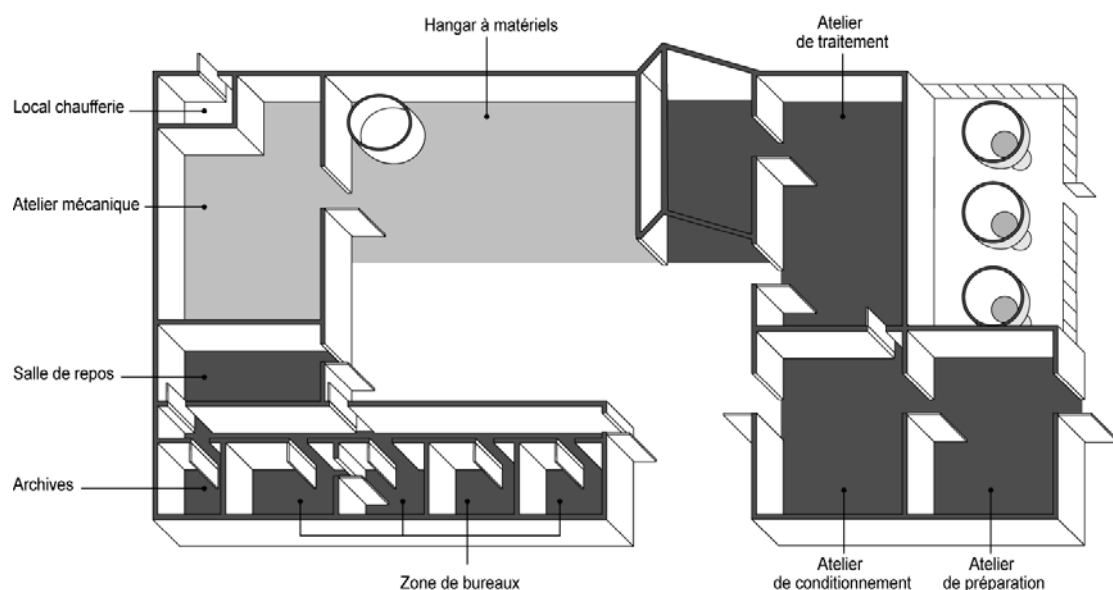 Hangar à matériels
Atelier
de traitement
Local chaufferie
Atelier mécanique
Salle de repos
Archives
Zone de bureaux
Atelier
de conditionnement
Atelier
de préparation